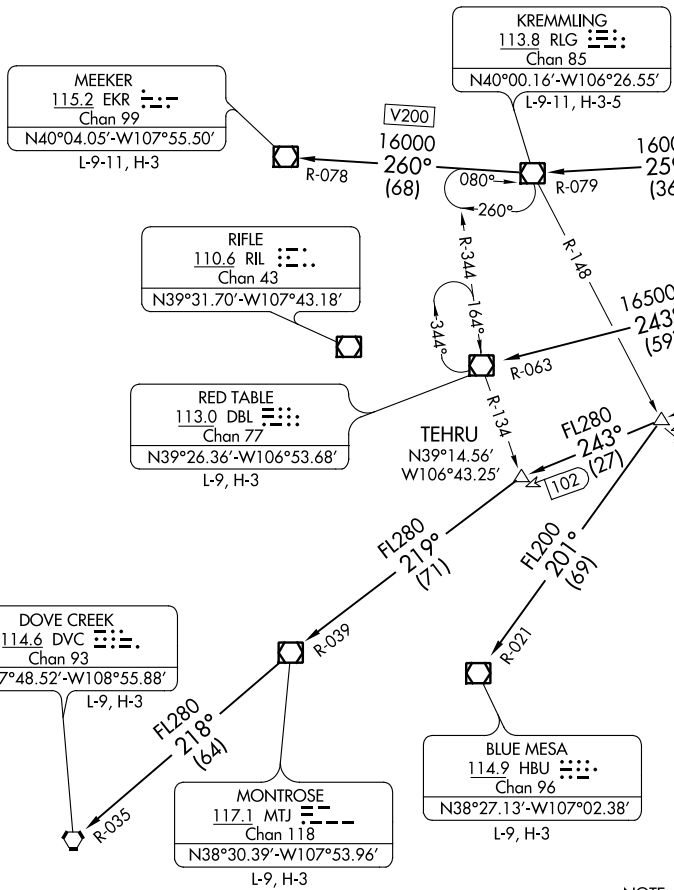 KREMMLING
113.8 RLG
Chan 85
N40°00.16’-W106°26.55’
L-9-11, H-3-5
MEEKER
115.2 EKR
Chan 99
N40°04.05’-W107°55.50’
L-9-11, H-3
V200
16000
260°
(68)
R-078
080°
260°
R-079
R-344
R-148
RIFLE
110.6 RIL
Chan 43
N39°31.70’-W107°43.18’
164°
344°
16500
243°
R-063
RED TABLE
113.0 DBL
Chan 77
N39°26.36’-W106°53.68’
L-9, H-3
R-134
TEHRU
N39°14.56’
W106°43.25’
FL280
243°
(27)
102
FL280
219°
(71)
FL200
201°
(69)
R-039
R-021
DOVE CREEK
114.6 DVC
Chan 93
7°48.52’-W108°55.88’
L-9, H-3
FL280
218°
(64)
R-035
MONTROSE
117.1 MTJ
Chan 118
N38°30.39’-W107°53.96’
L-9, H-3
BLUE MESA
114.9 HBU
Chan 96
N38°27.13’-W107°02.38’
L-9, H-3